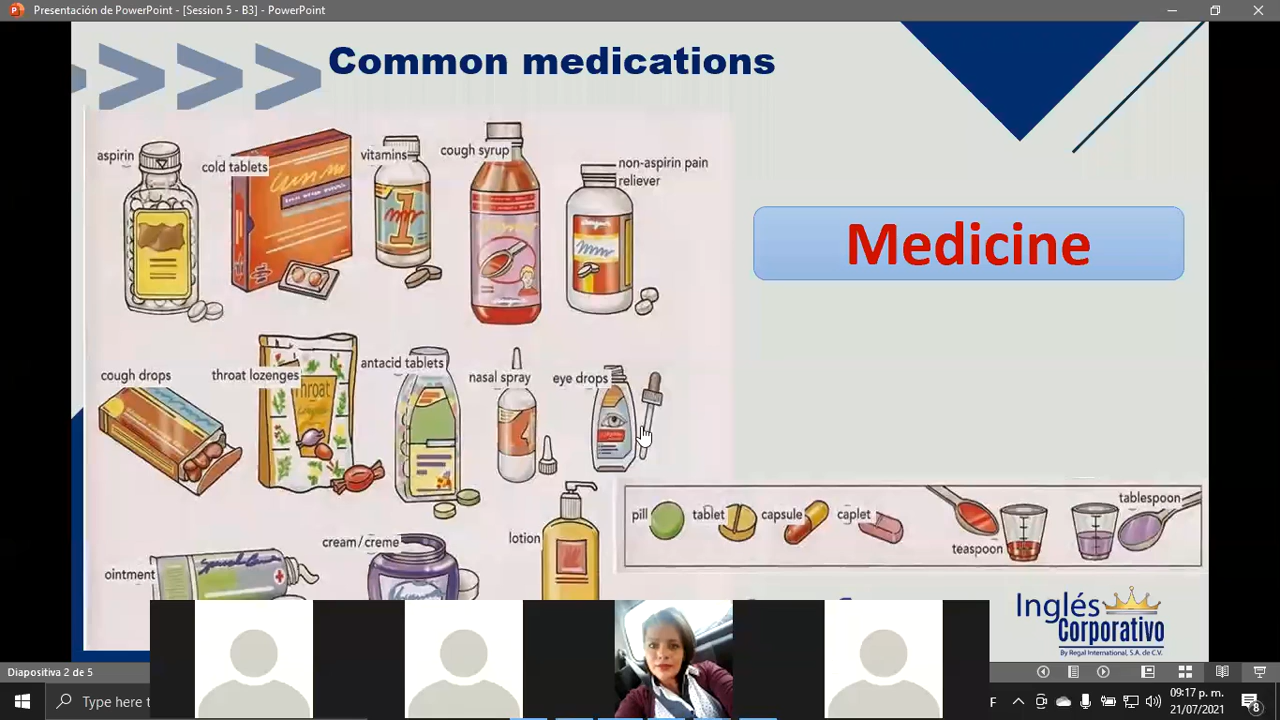 Presentación de PowerPoint - [Session 5 - B3] - PowerPoint
Common medications
aspirin
cold tablets
vitamins
cough syrup
non-aspirin pain
reliever
Medicine
1
cough drops
throat lozenges
antacid tablets
nasal spray
eye drops
throat
pill
tablet
capsule
caplet
teaspoon
tablespoon
ointment
cream/creme
lotion
Inglés
Corporativo
By Regal International, S.A. de C.V.
Diapositiva 2 de 5
Type here t
F
09:17 p. m.
21/07/2021
8